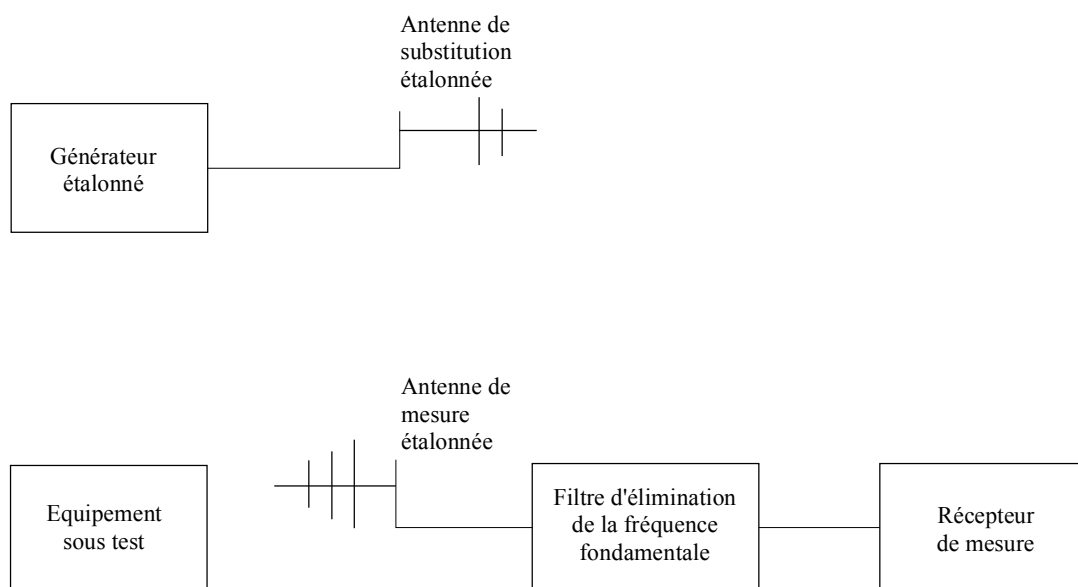 Antenne de
substitution
étalonnée
Générateur
étalonné
Antenne de
mesure
étalonnée
Equipement
sous test
Filtre d'élimination
de la fréquence
fondamentale
Récepteur
de mesure